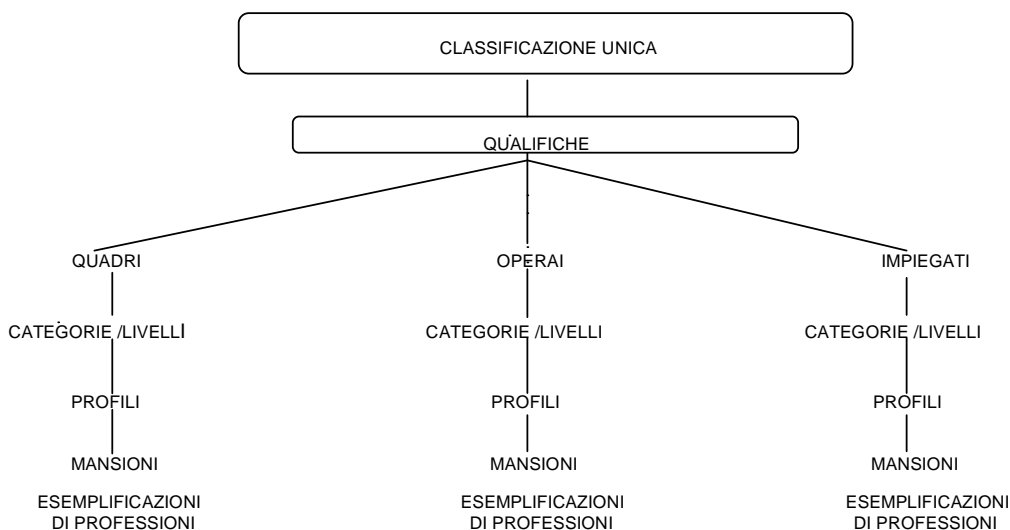 CLASSIFICAZIONE UNICA
QUALIFICHE
QUADRI
OPERAI
IMPIEGATI
CATEGORIE /LIVELLI
CATEGORIE /LIVELLI
CATEGORIE /LIVELLI
PROFILI
PROFILI
PROFILI
MANSIONI
MANSIONI
MANSIONI
ESEMPLIFICAZIONI
DI PROFESSIONI
ESEMPLIFICAZIONI
DI PROFESSIONI
ESEMPLIFICAZIONI
DI PROFESSIONI